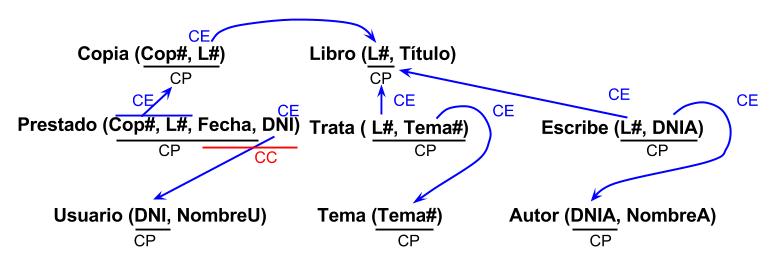 CE
Copia (Cop#, L#) Libro (L#, Título)
CP CP
CE CE CE CE CE CE
Prestado (Cop#, L#, Fecha, DNI) Trata ( L#, Tema#) Escribe (L#, DNIA)
CP CC CP CP
Usuario (DNI, NombreU) Tema (Tema#) Autor (DNIA, NombreA)
CP CP CP